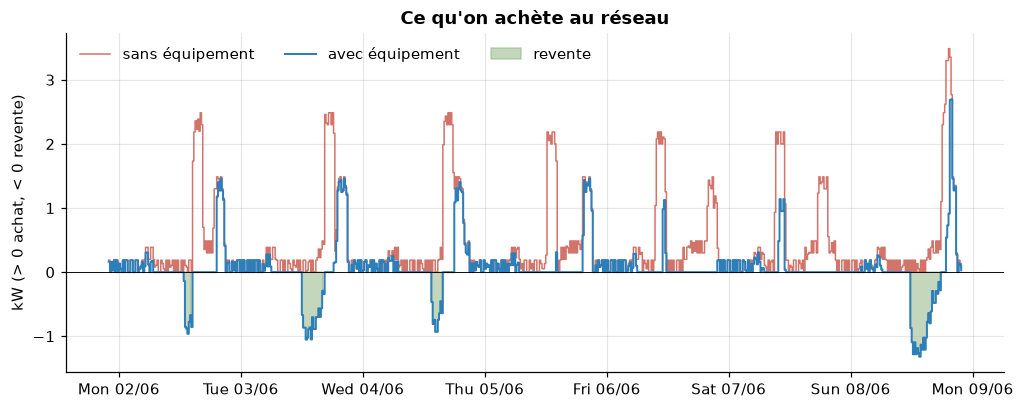 Ce qu'on achète au réseau
sans équipement avec équipement revente
kW (> 0 achat, < 0 revente)
3
2
1
0
−1
Mon 02/06 Tue 03/06 Wed 04/06 Thu 05/06 Fri 06/06 Sat 07/06 Sun 08/06 Mon 09/06